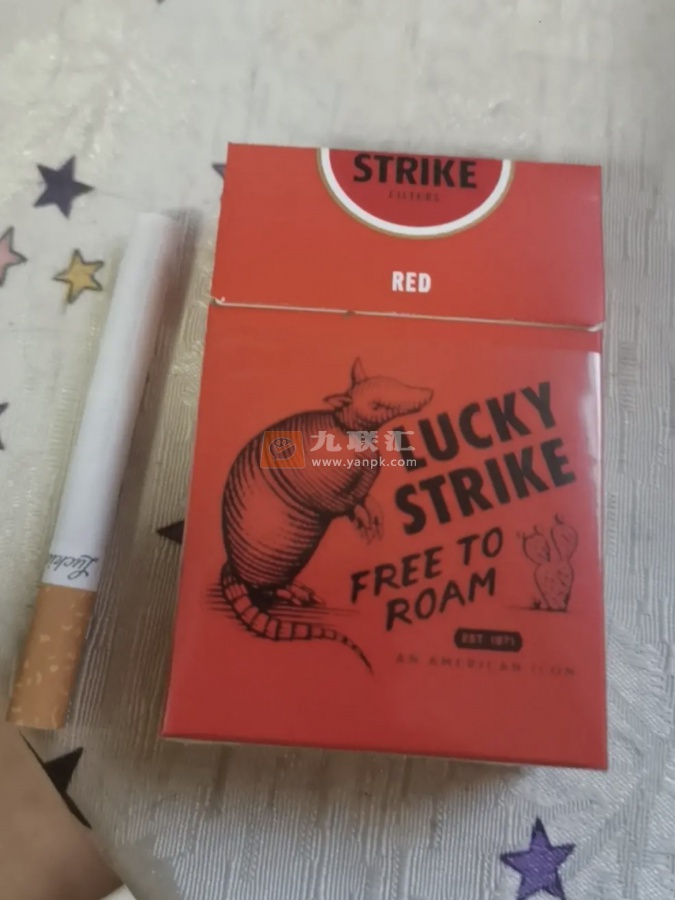 STRIKE
FILTERS
RED
LUCKY
STRIKE
FREE TO
ROAM
EST. 1871
AN AMERICAN ICON
九联汇
www.yanpk.com